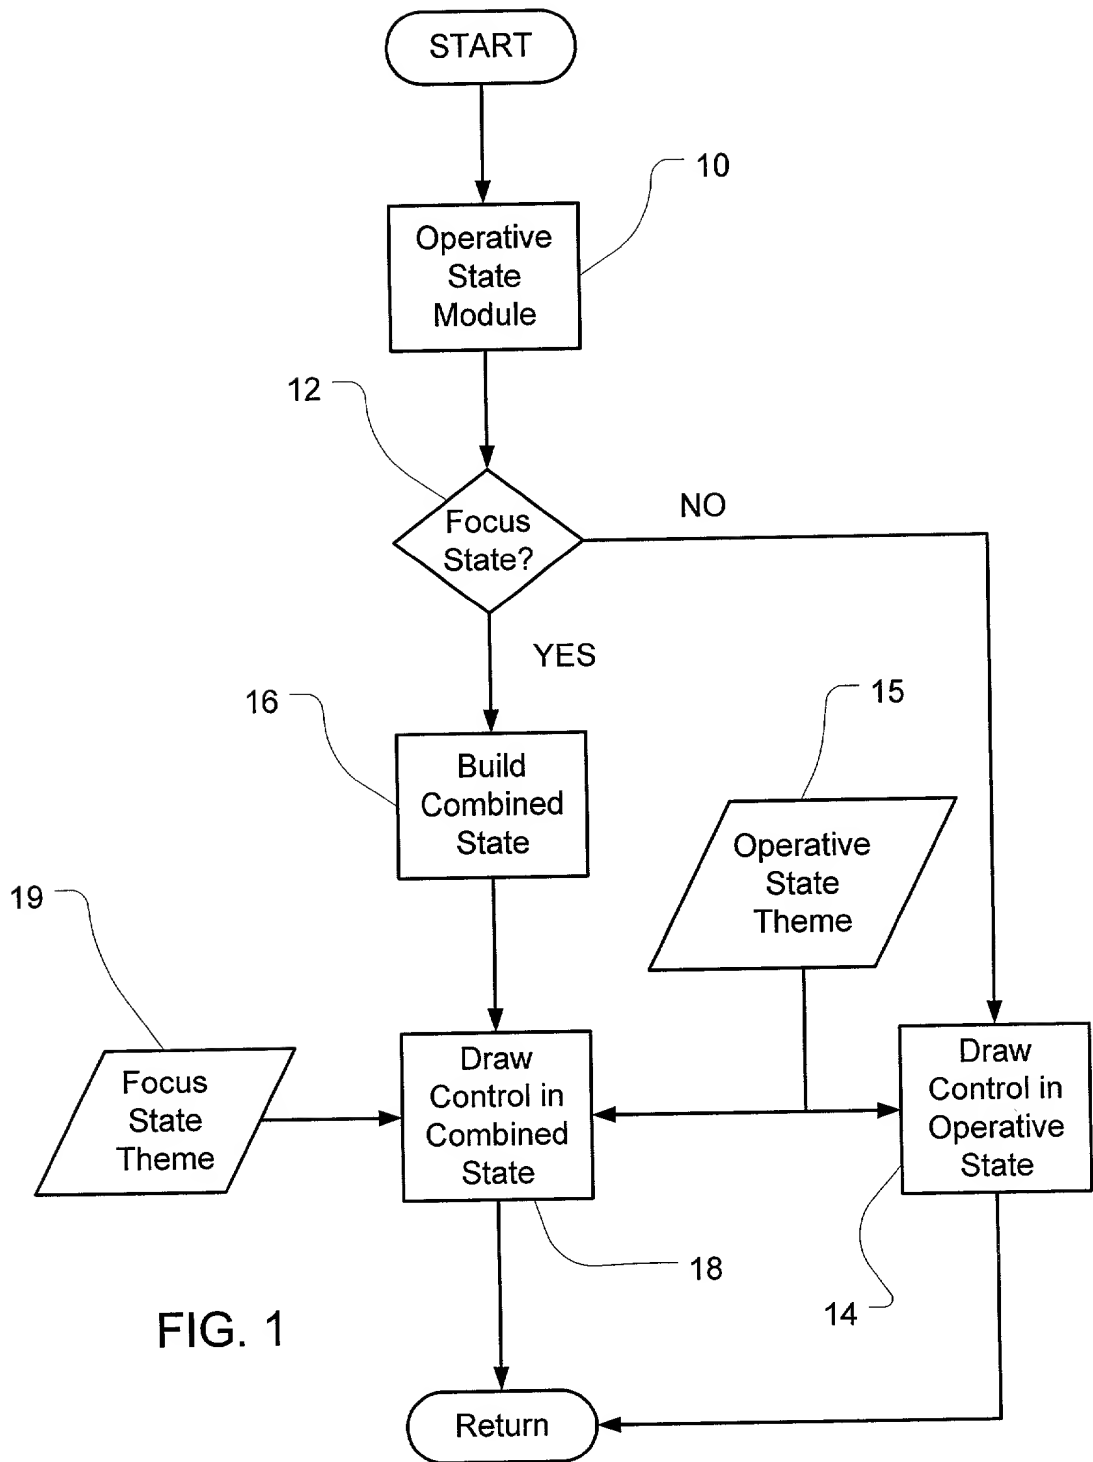 START
10
Operative
State
Module
12
Focus
State?
NO
YES
16
Build
Combined
State
15
Operative
State
Theme
19
Focus
State
Theme
Draw
Control in
Combined
State
18
Draw
Control in
Operative
State
14
FIG. 1
Return